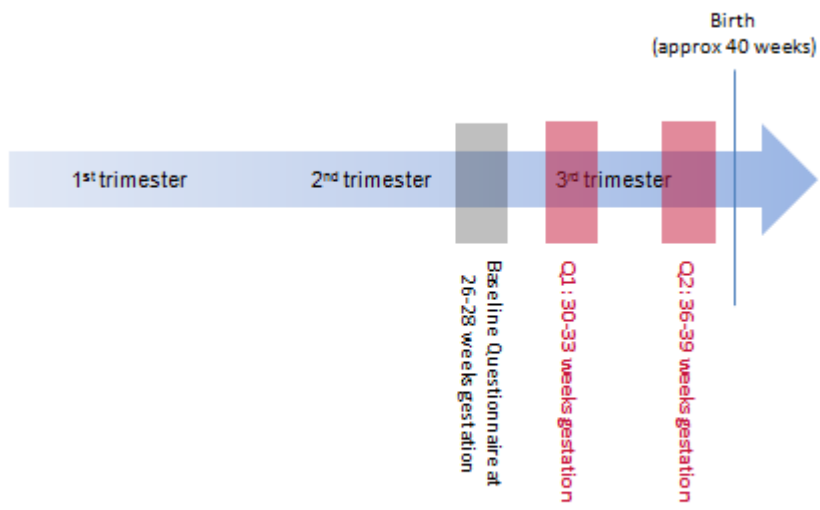 Birth
(approx 40 weeks)
1st trimester
2nd trimester
3rd trimester
Baseline Questionnaire at
26-28 weeks gestation
Q1: 30-33 weeks gestation
Q2: 36-39 weeks gestation